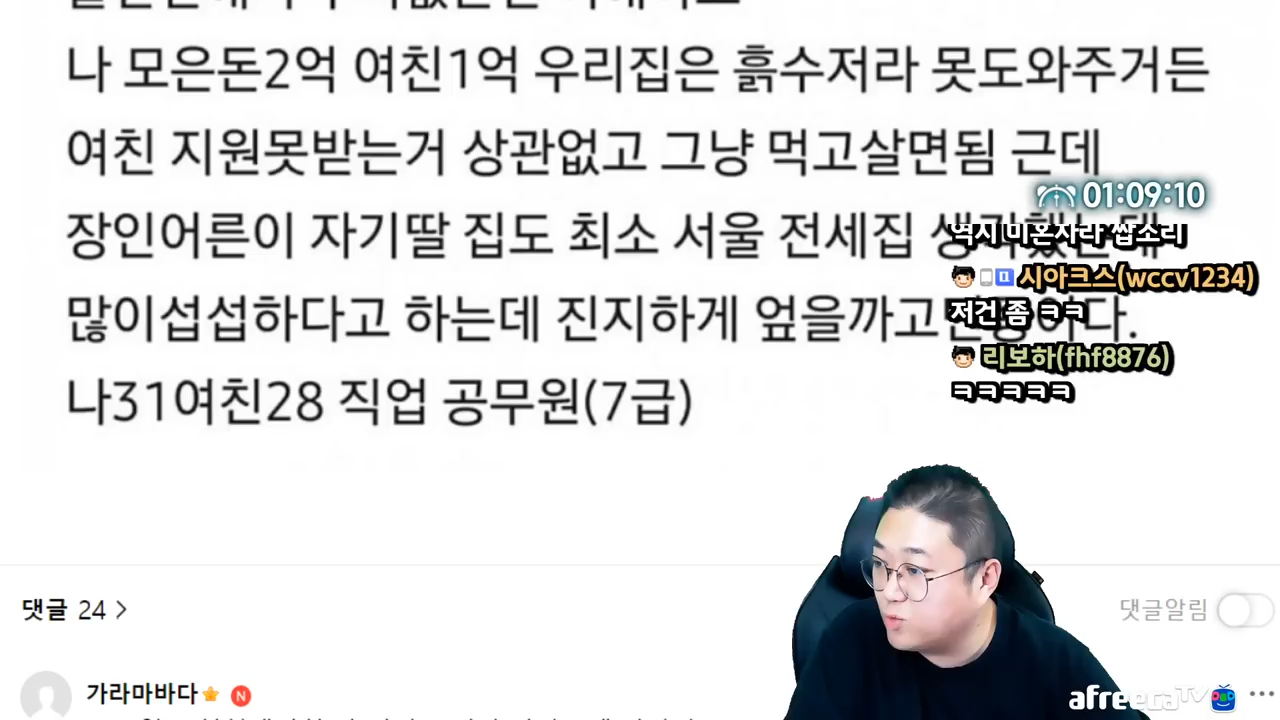 나 모은돈2억 여친1억 우리집은 흙수저라 못도와주거든
여친 지원못받는거 상관없고 그냥 먹고살면됨 근데
장인어른이 자기딸 집도 최소 서울 전세집
많이섭섭하다고 하는데 진지하게 엎을까고
나31여친28 직업 공무원(7급)
01:09:10
역시 미혼자라 쌉소리
시아크스(wccv1234)
저건 좀 ㅋㅋ
리보하(fhf8876)
ㅋㅋㅋㅋㅋ
댓글 24 >
댓글알림
가라마바다 N
afreecaTV